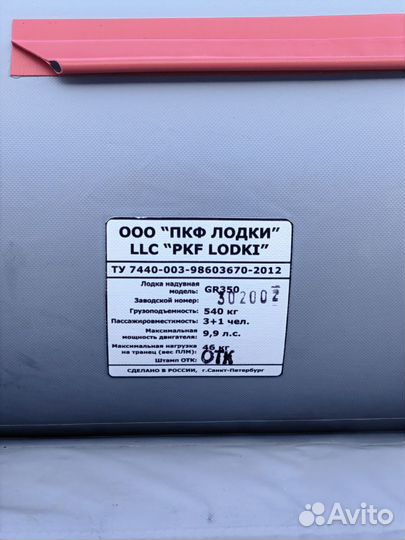 ООО “ПКФ ЛОДКИ”
LLC “PKF LODKI”
ТУ 7440-003-98603670-2012
Лодка надувная
модель: GR350
Заводской номер: 302002
Грузоподъемность: 540 кг
Пассажировместимость: 3+1 чел.
Максимальная
мощность двигателя: 9,9 л.с.
Максимальная нагрузка
на транец (вес ПЛМ): 46 кг
Штамп ОТК: ОТК
СДЕЛАНО В РОССИИ, г.Санкт-Петербург
Avito